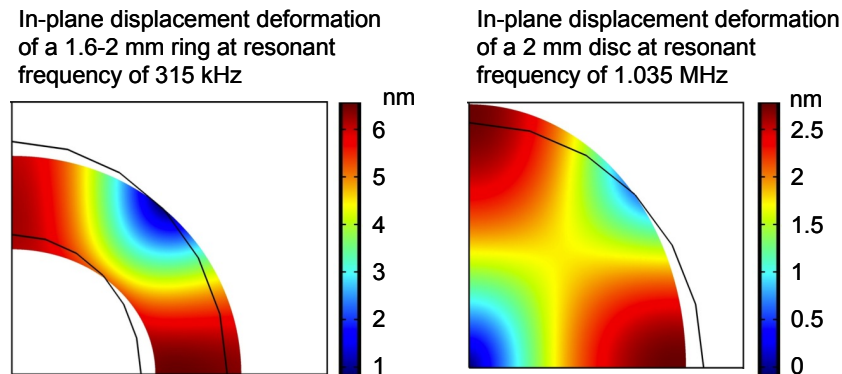 In-plane displacement deformation
of a 1.6-2 mm ring at resonant
frequency of 315 kHz
nm
6
5
4
3
2
1
In-plane displacement deformation
of a 2 mm disc at resonant
frequency of 1.035 MHz
nm
2.5
2
1.5
1
0.5
0